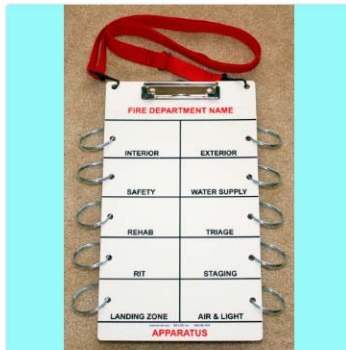 FIRE DEPARTMENT NAME
INTERIOR EXTERIOR
SAFETY WATER SUPPLY
REHAB TRIAGE
RIT STAGING
LANDING ZONE AIR & LIGHT
APPARATUS